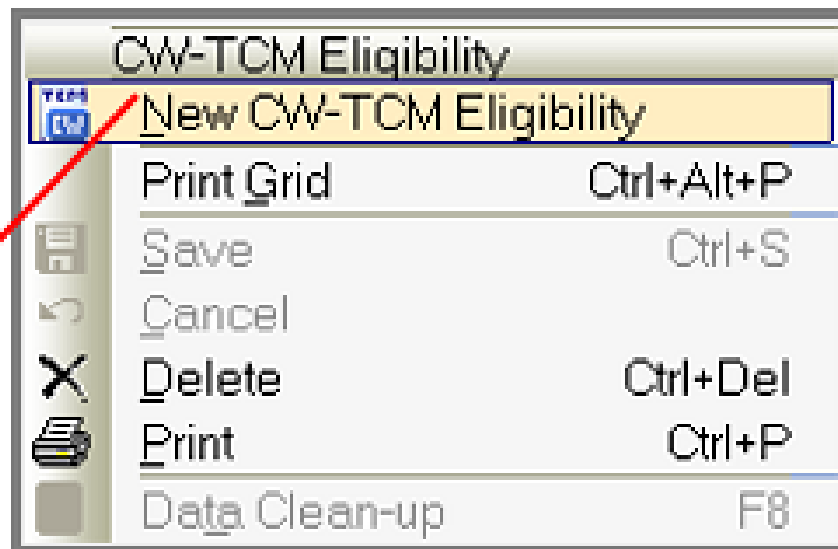 CW-TCM Eligibility
New CW-TCM Eligibility
Print Grid Ctrl+Alt+P
Save Ctrl+S
Cancel
Delete Ctrl+Del
Print Ctrl+P
Data Clean-up F8